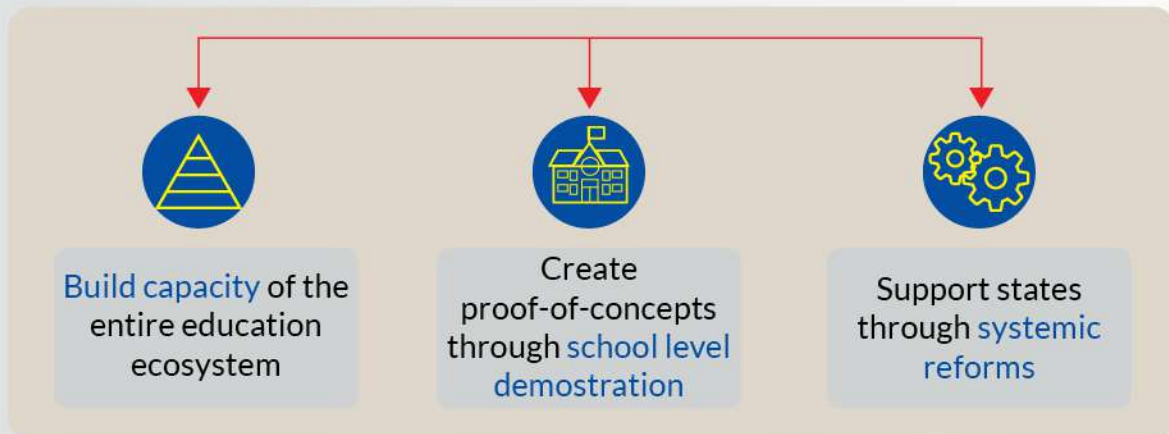 Build capacity of the
entire education
ecosystem
Create
proof-of-concepts
through school level
demostration
Support states
through systemic
reforms